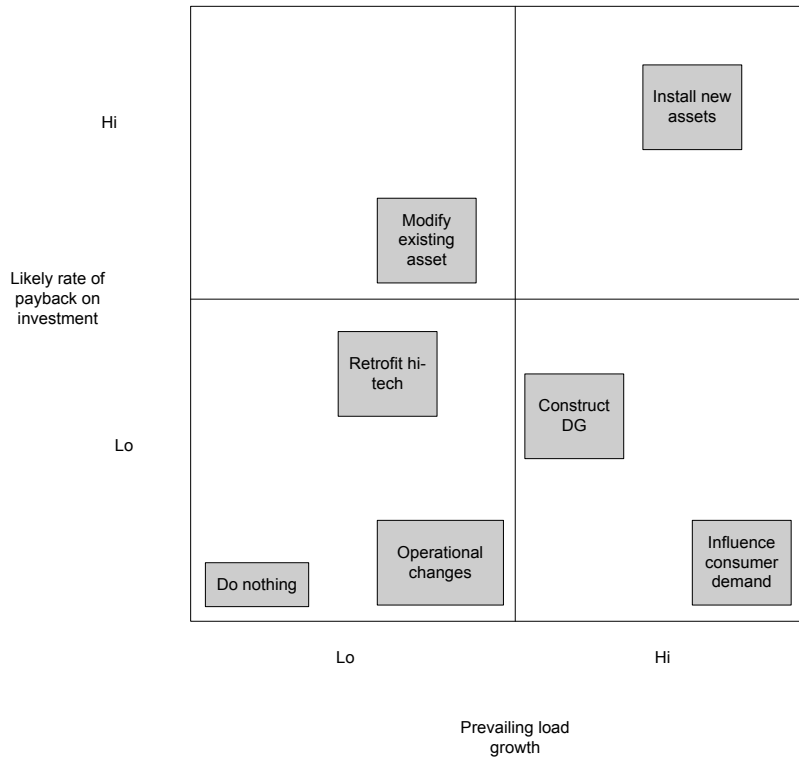 Install new
assets
Hi
Modify
existing
asset
Likely rate of
payback on
investment
Retrofit hi-
tech
Construct
DG
Lo
Operational
changes
Influence
consumer
demand
Do nothing
Lo
Hi
Prevailing load
growth